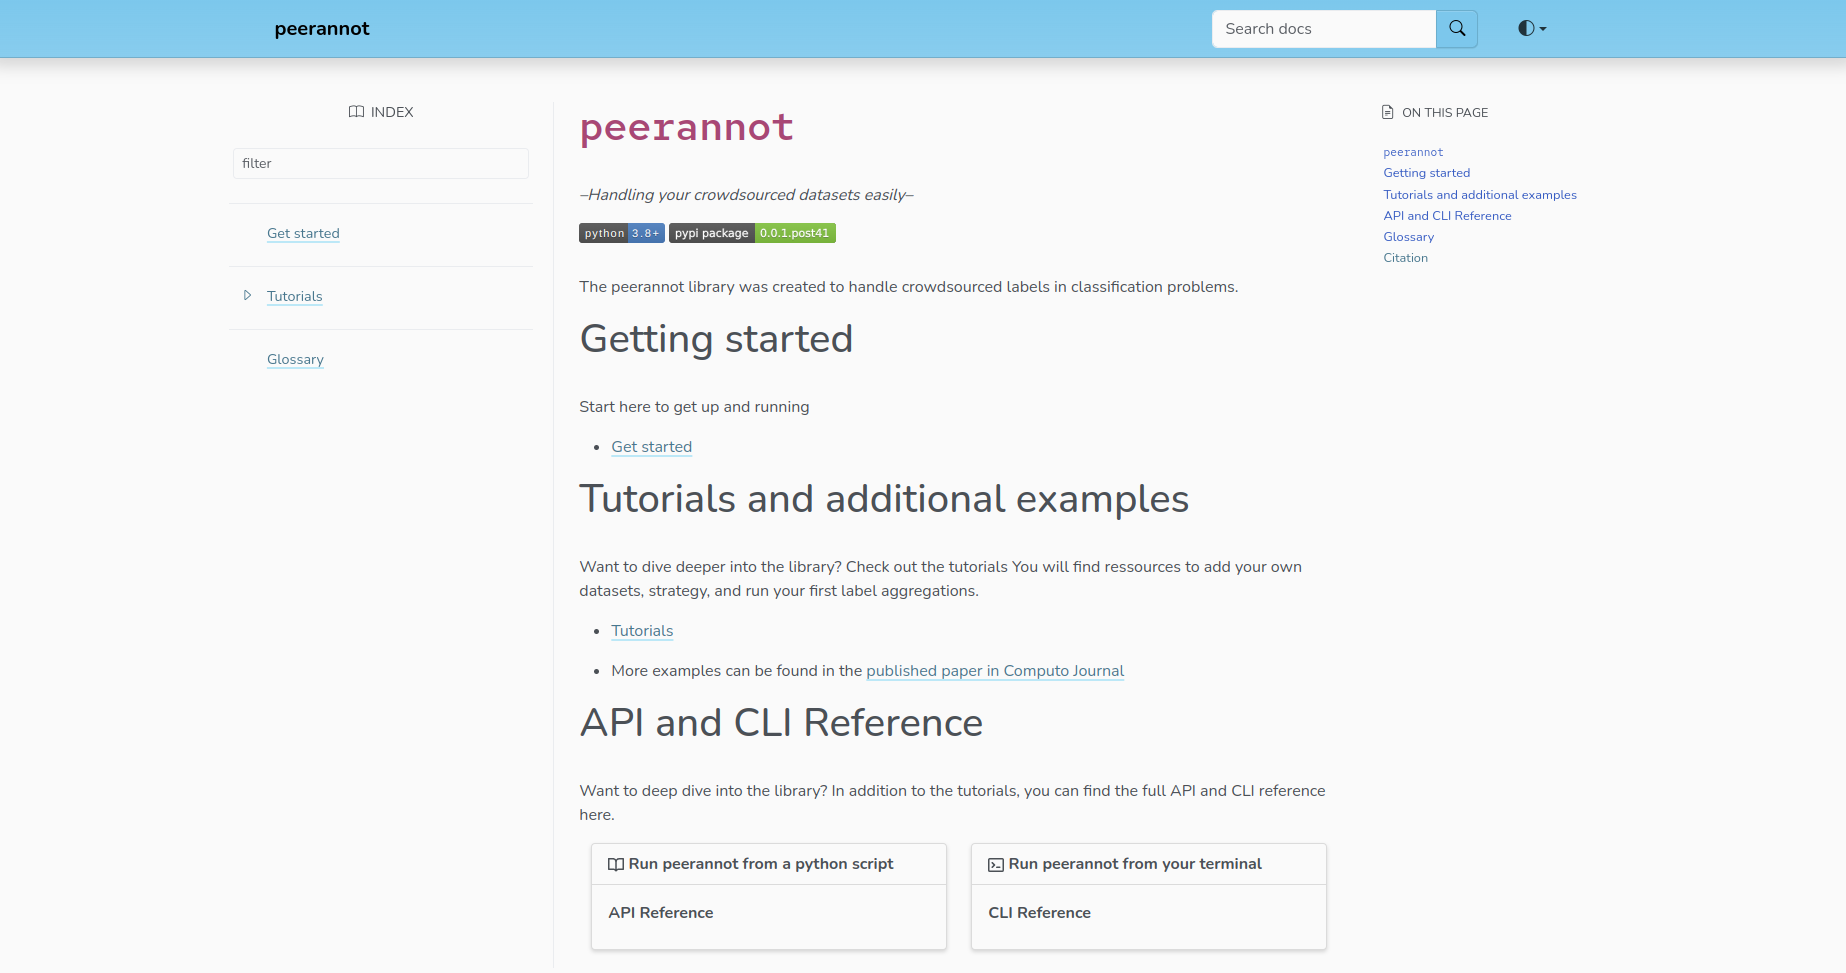 peerannot
Search docs
INDEX
filter
Get started
Tutorials
Glossary
peerannot
–Handling your crowdsourced datasets easily–
python 3.8+ pypi package 0.0.1.post41
The peerannot library was created to handle crowdsourced labels in classification problems.
Getting started
Start here to get up and running
• Get started
Tutorials and additional examples
Want to dive deeper into the library? Check out the tutorials You will find ressources to add your own
datasets, strategy, and run your first label aggregations.
• Tutorials
• More examples can be found in the published paper in Computo Journal
API and CLI Reference
Want to deep dive into the library? In addition to the tutorials, you can find the full API and CLI reference
here.
Run peerannot from a python script
API Reference
Run peerannot from your terminal
CLI Reference
ON THIS PAGE
peerannot
Getting started
Tutorials and additional examples
API and CLI Reference
Glossary
Citation